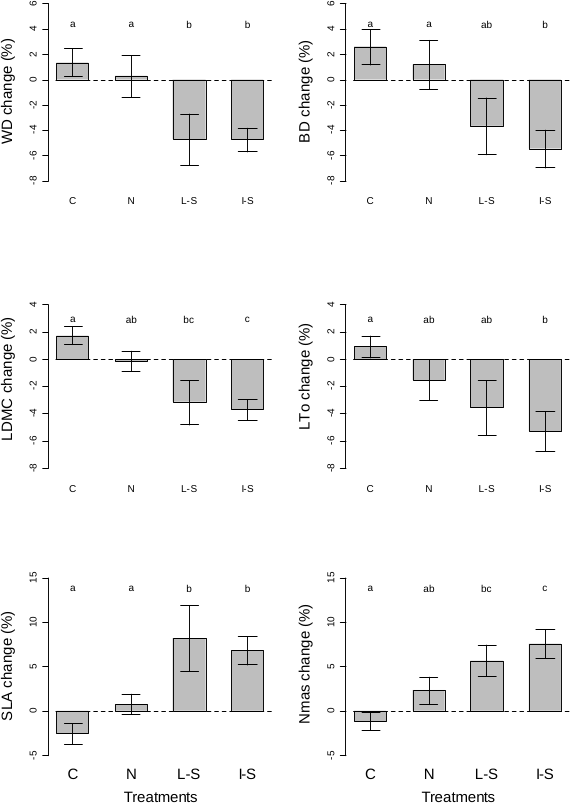 WD change (%)
6
4
2
0
-2
-4
-6
-8
a a b b
C N L-S I-S
BD change (%)
6
4
2
0
-2
-4
-6
-8
a a ab b
C N L-S I-S
LDMC change (%)
4
2
0
-2
-4
-6
-8
a ab bc c
C N L-S I-S
LTo change (%)
4
2
0
-2
-4
-6
-8
a ab ab b
C N L-S I-S
SLA change (%)
15
10
5
0
-5
a a b b
C N L-S I-S
Treatments
Nmas change (%)
15
10
5
0
-5
a ab bc c
C N L-S I-S
Treatments